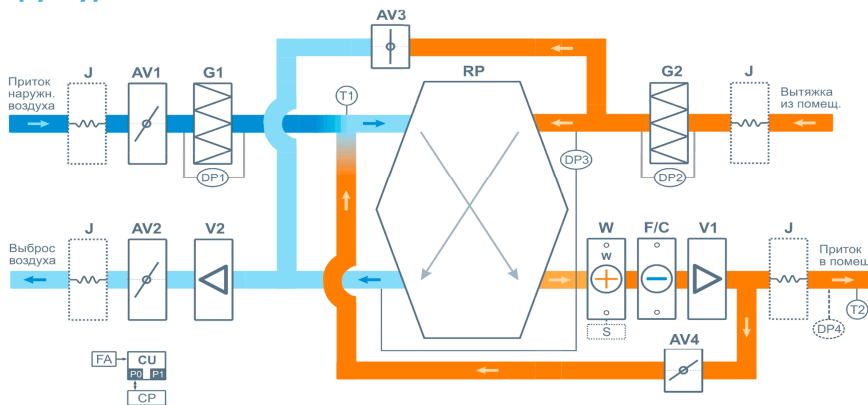 AV3
J
AV1
G1
RP
G2
J
Приток
наружн.
воздуха
T1
Вытяжка
из помещ.
DP1
DP3
DP2
Выброс
воздуха
J
AV2
V2
W
F/C
V1
J
Приток
в помещ.
w
S
DP4
T2
AV4
FA
CU
P0 P1
CP